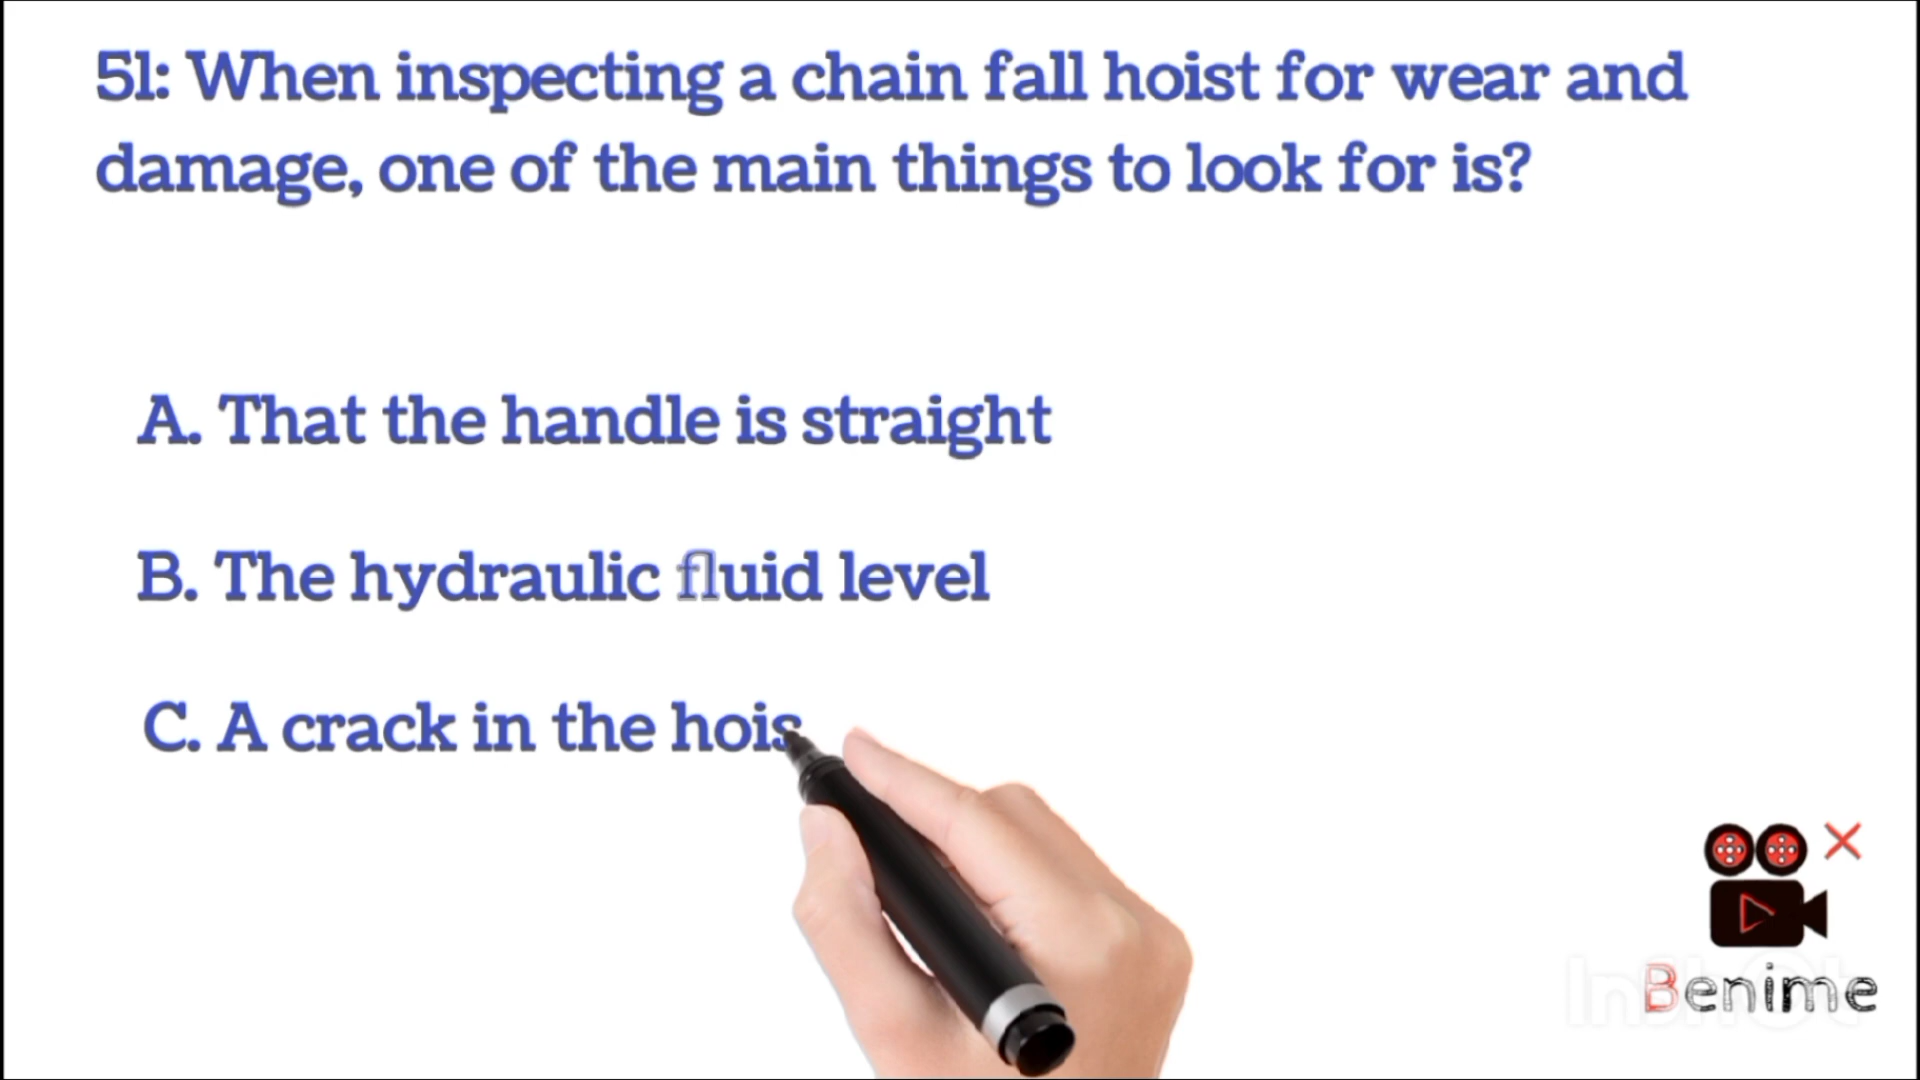 51: When inspecting a chain fall hoist for wear and
damage, one of the main things to look for is?
A. That the handle is straight
B. The hydraulic fluid level
C. A crack in the hois
Benime
InShot